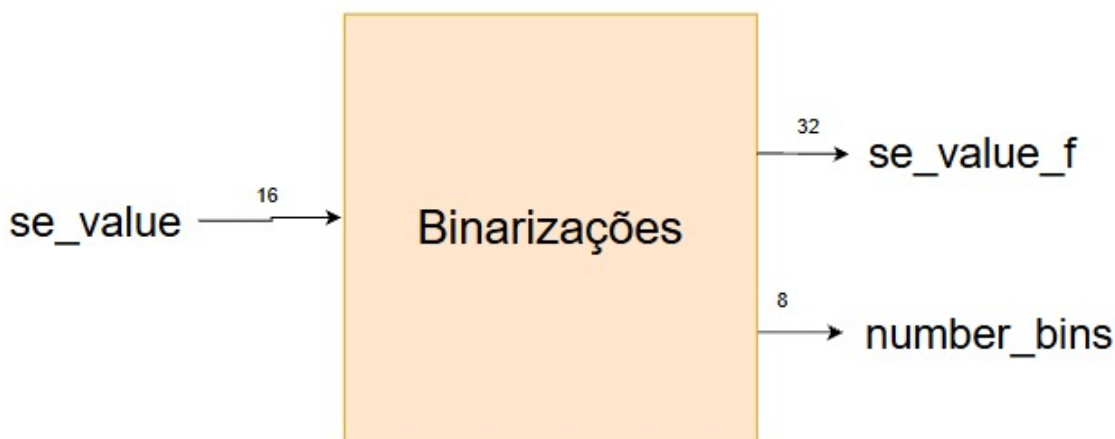 32
se_value_f
16
se_value
Binarizações
8
number_bins